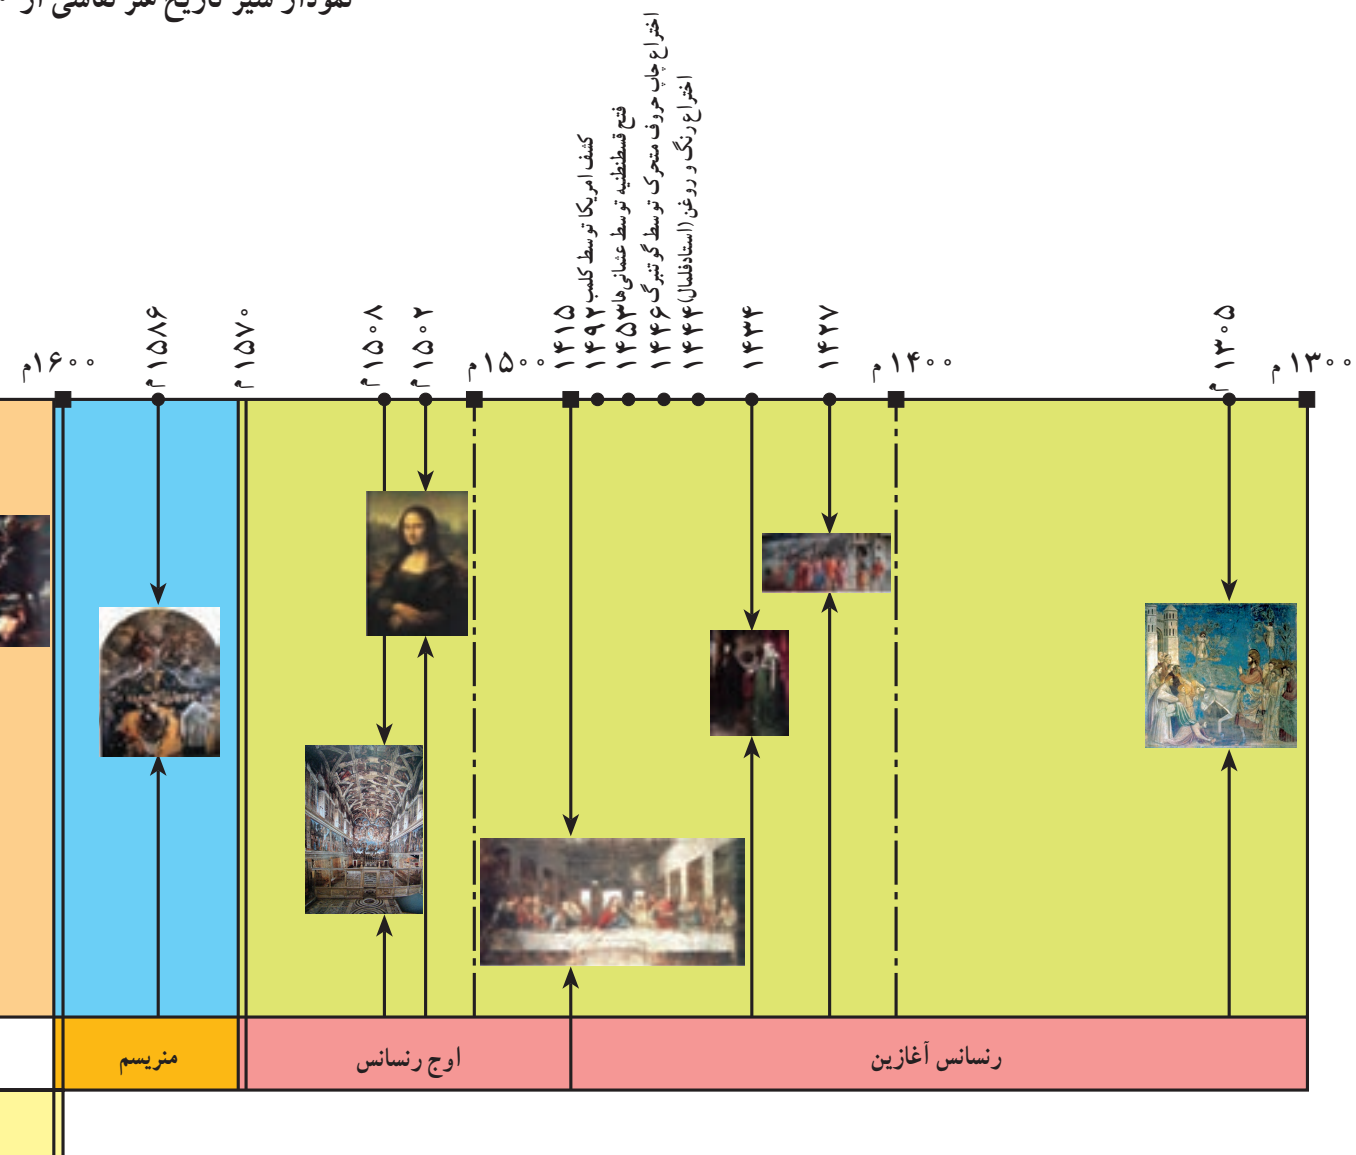 نمودار سیر تاریخ هنر نقاشی از
۱۳۰۰ م
۱۳۰۵ م
۱۴۰۰ م
۱۴۲۷
۱۴۳۴
۱۴۴۴ اختراع رنگ و روغن (استادفلمال)
۱۴۴۶ اختراع چاپ حروف متحرک توسط گوتنبرگ
۱۴۵۳ فتح قسطنطنیه توسط عثمانی‌ها
۱۴۹۲ کشف امریکا توسط کلمب
۱۴۱۵
۱۵۰۰ م
۱۵۰۲ م
۱۵۰۸ م
۱۵۷۰ م
۱۵۸۶ م
۱۶۰۰ م
رنسانس آغازین
اوج رنسانس
منریسم